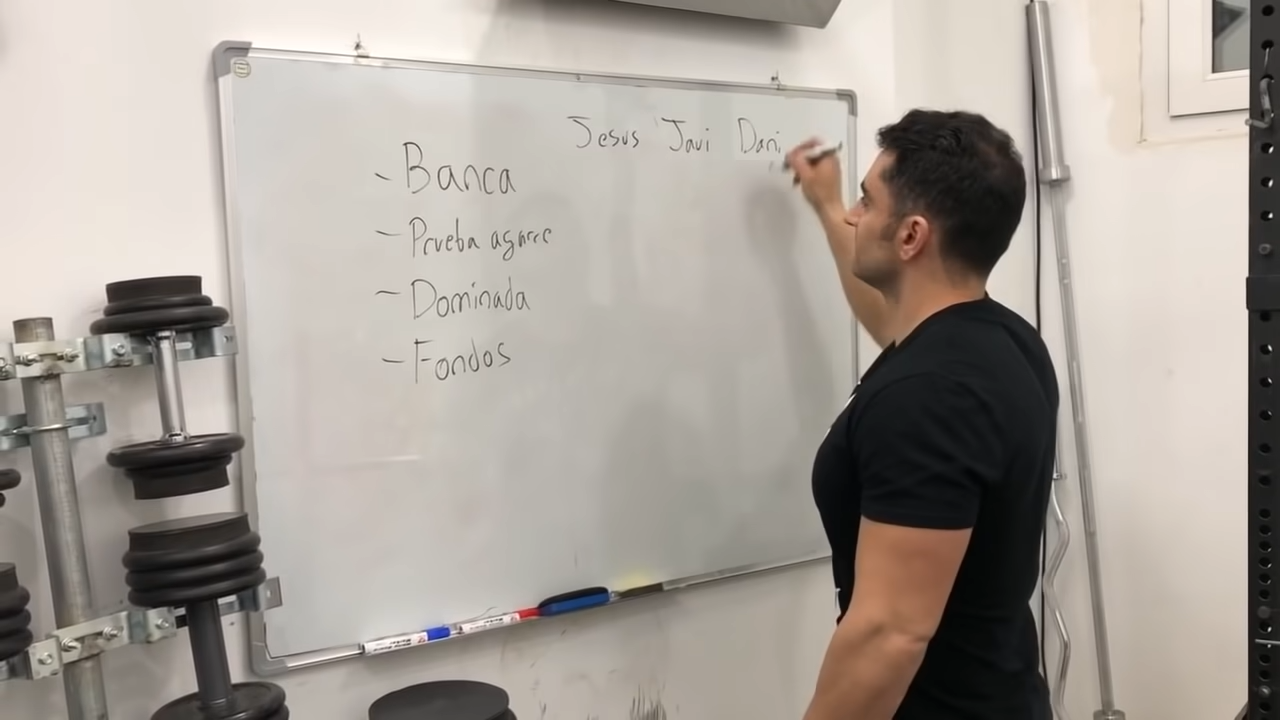 Jesus Javi Dani
- Banca
- Prueba agarre
- Dominada
- Fondos